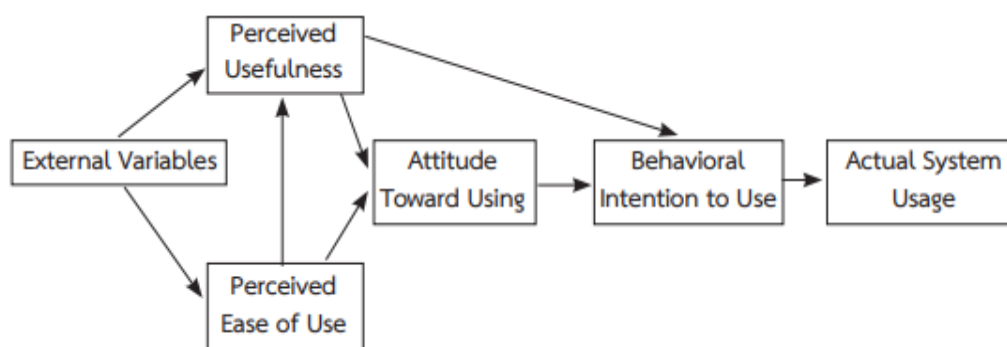 Perceived
Usefulness
External Variables
Attitude
Toward Using
Behavioral
Intention to Use
Actual System
Usage
Perceived
Ease of Use